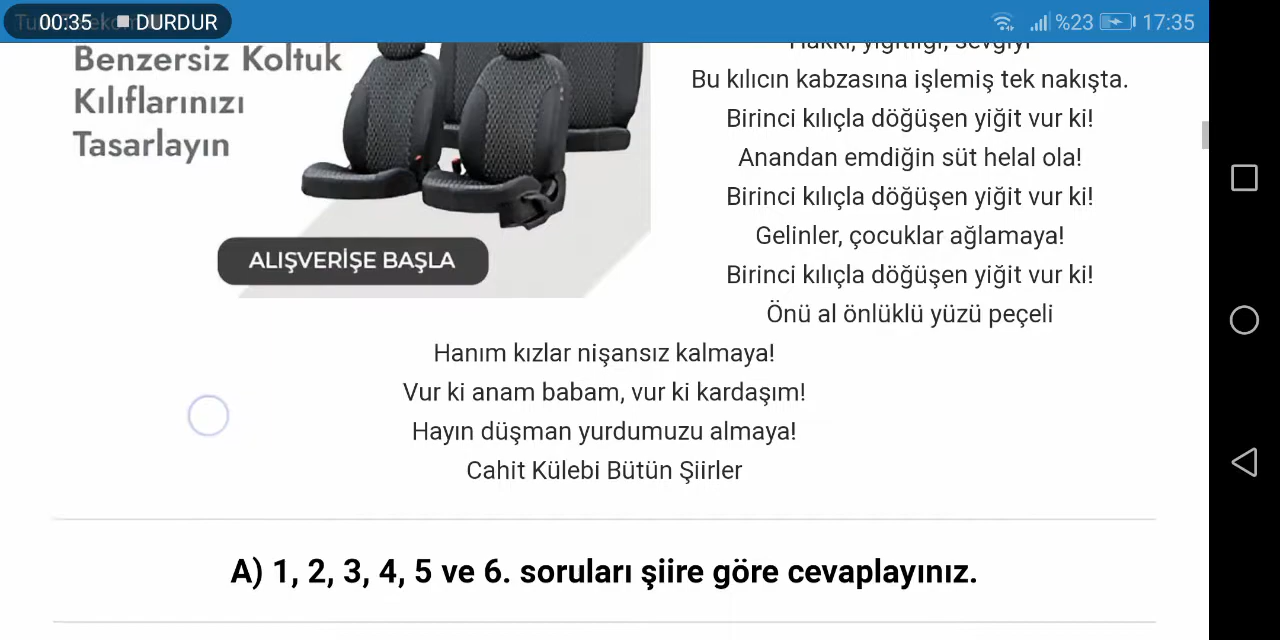 00:35 DURDUR
%23 17:35
Benzersiz Koltuk
Kılıflarınızı
Tasarlayın
ALIŞVERİŞE BAŞLA
Hakkı, yiğitliği, sevgiyi
Bu kılıcın kabzasına işlemiş tek nakışta.
Birinci kılıçla döğüşen yiğit vur ki!
Anandan emdiğin süt helal ola!
Birinci kılıçla döğüşen yiğit vur ki!
Gelinler, çocuklar ağlamaya!
Birinci kılıçla döğüşen yiğit vur ki!
Önü al önlüklü yüzü peçeli
Hanım kızlar nişansız kalmaya!
Vur ki anam babam, vur ki kardaşım!
Hayın düşman yurdumuzu almaya!
Cahit Külebi Bütün Şiirler
A) 1, 2, 3, 4, 5 ve 6. soruları şiire göre cevaplayınız.